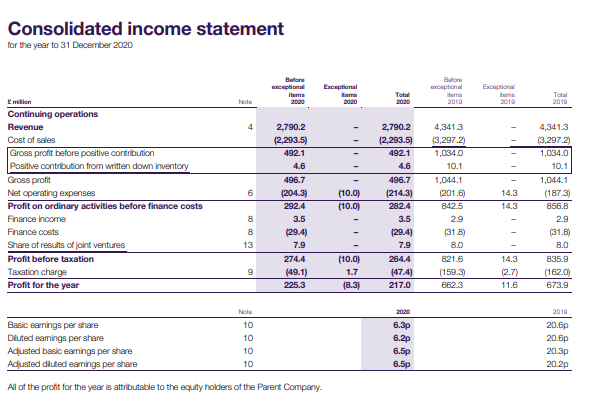 Consolidated income statement
for the year to 31 December 2020
£ million Note Before exceptional items 2020 Exceptional items 2020 Total 2020 Before exceptional items 2019 Exceptional items 2019 Total 2019
Continuing operations
Revenue 4 2,790.2 – 2,790.2 4,341.3 – 4,341.3
Cost of sales (2,293.5) – (2,293.5) (3,297.2) – (3,297.2)
Gross profit before positive contribution 492.1 – 492.1 1,034.0 – 1,034.0
Positive contribution from written down inventory 4.6 – 4.6 10.1 – 10.1
Gross profit 496.7 – 496.7 1,044.1 – 1,044.1
Net operating expenses 6 (204.3) (10.0) (214.3) (201.6) 14.3 (187.3)
Profit on ordinary activities before finance costs 292.4 (10.0) 282.4 842.5 14.3 856.8
Finance income 8 3.5 – 3.5 2.9 – 2.9
Finance costs 8 (29.4) – (29.4) (31.8) – (31.8)
Share of results of joint ventures 13 7.9 – 7.9 8.0 – 8.0
Profit before taxation 274.4 (10.0) 264.4 821.6 14.3 835.9
Taxation charge 9 (49.1) 1.7 (47.4) (159.3) (2.7) (162.0)
Profit for the year 225.3 (8.3) 217.0 662.3 11.6 673.9
Note 2020 2019
Basic earnings per share 10 6.3p 20.6p
Diluted earnings per share 10 6.2p 20.6p
Adjusted basic earnings per share 10 6.5p 20.3p
Adjusted diluted earnings per share 10 6.5p 20.2p
All of the profit for the year is attributable to the equity holders of the Parent Company.